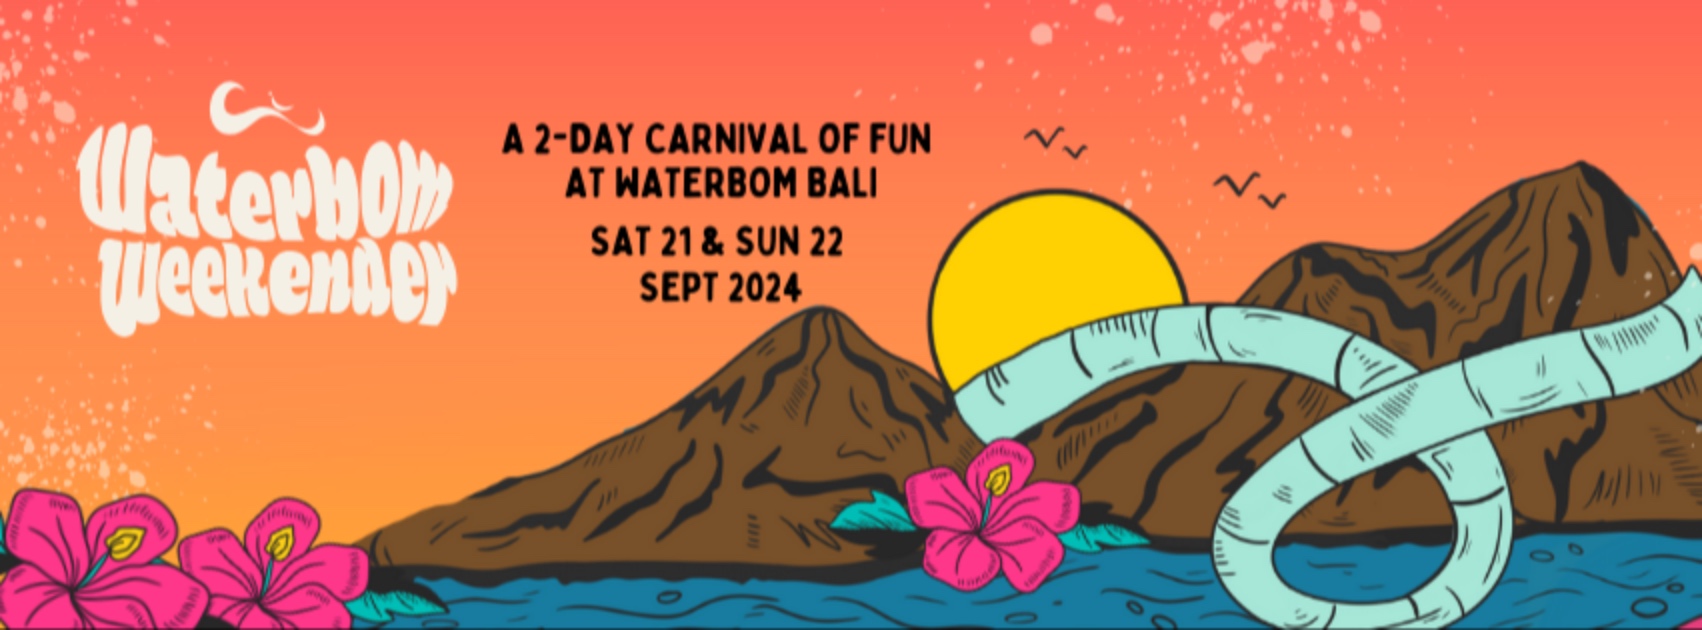 Waterbom
Weekender
A 2-DAY CARNIVAL OF FUN
AT WATERBOM BALI
SAT 21 & SUN 22
SEPT 2024